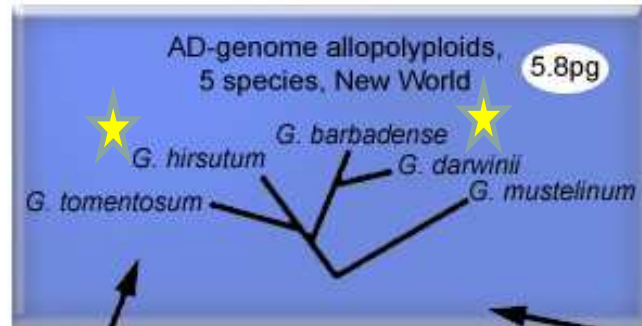 AD-genome allopolyploids,
5 species, New World
5.8pg
G. barbadense
G. hirsutum
G. darwinii
G. tomentosum
G. mustelinum